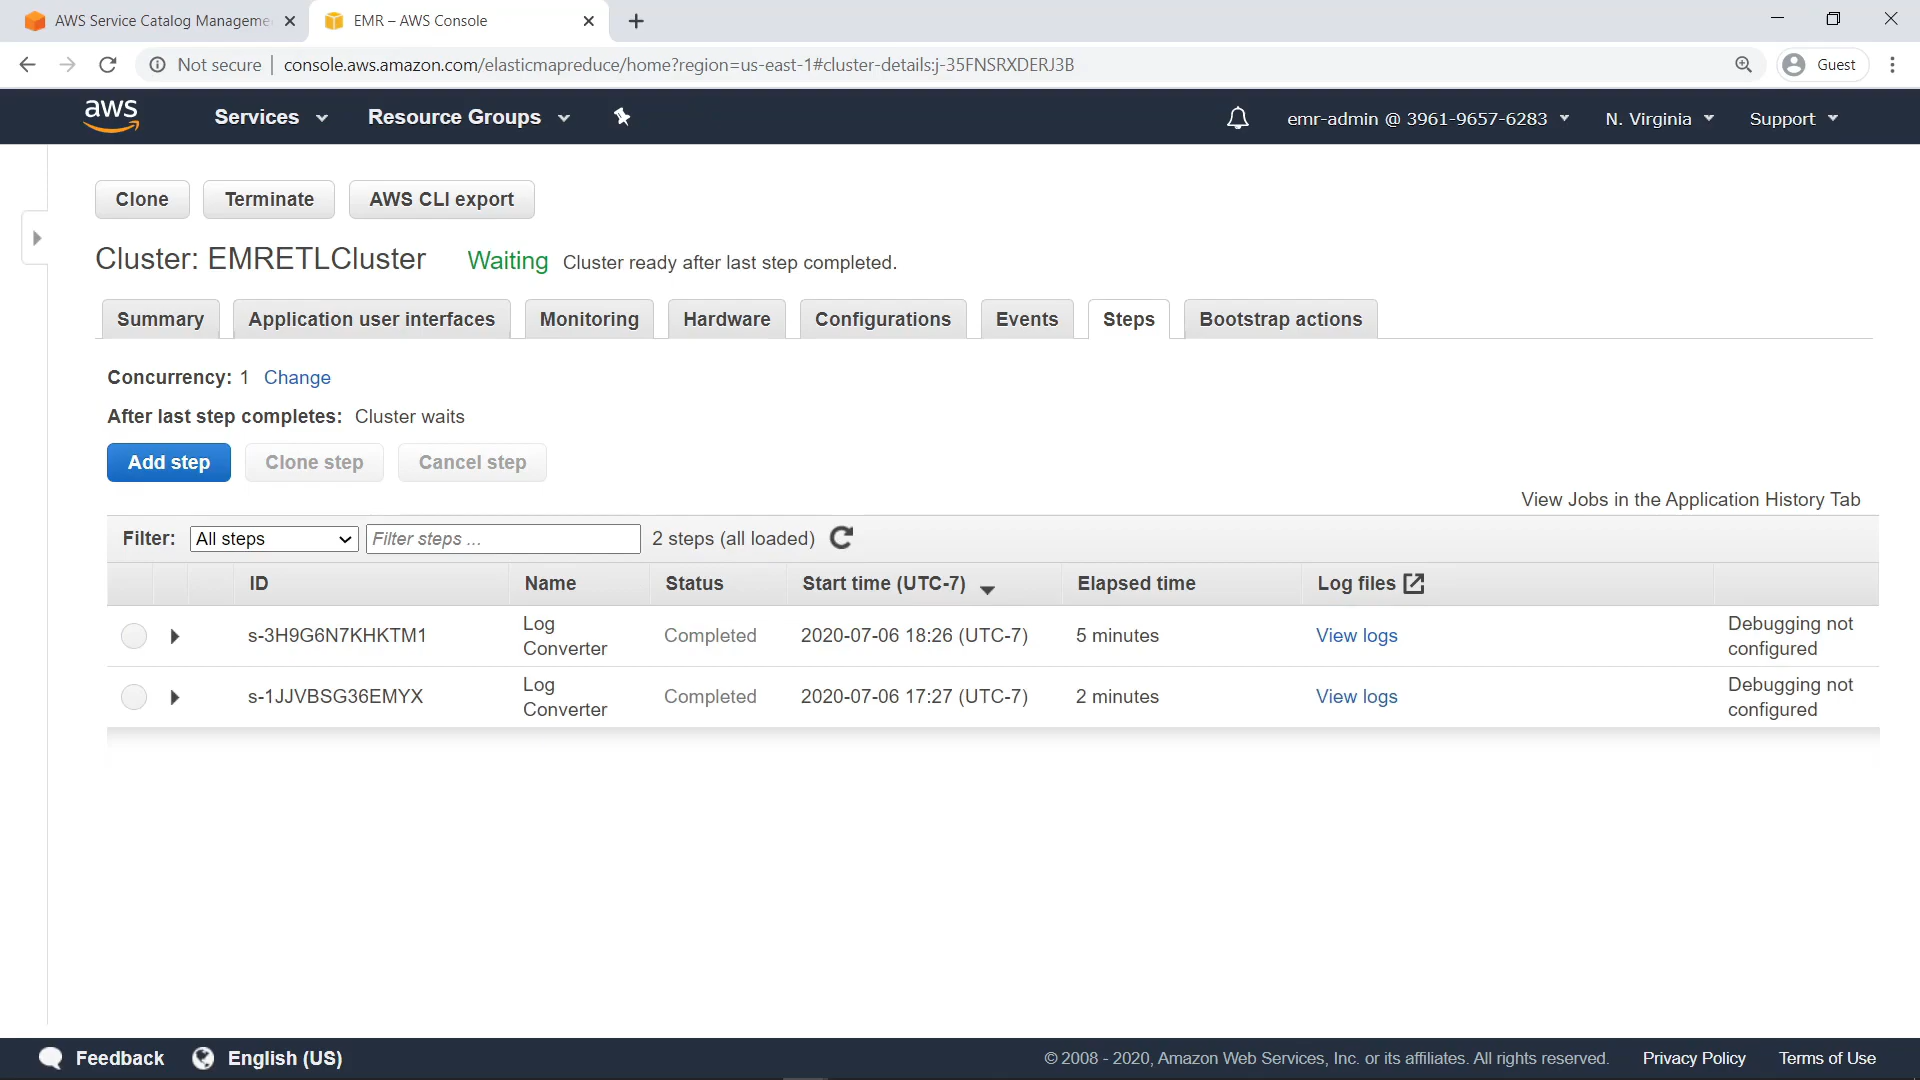 AWS Service Catalog Manageme
EMR – AWS Console
Not secure
console.aws.amazon.com/elasticmapreduce/home?region=us-east-1#cluster-details:j-35FNSRXDERJ3B
Guest
aws
Services
Resource Groups
emr-admin @ 3961-9657-6283
N. Virginia
Support
Clone
Terminate
AWS CLI export
Cluster: EMRETLCluster
Waiting
Cluster ready after last step completed.
Summary
Application user interfaces
Monitoring
Hardware
Configurations
Events
Steps
Bootstrap actions
Concurrency: 1 Change
After last step completes: Cluster waits
Add step
Clone step
Cancel step
View Jobs in the Application History Tab
Filter:
All steps
Filter steps ...
2 steps (all loaded)
ID
Name
Status
Start time (UTC-7)
Elapsed time
Log files
s-3H9G6N7KHKTM1
Log
Converter
Completed
2020-07-06 18:26 (UTC-7)
5 minutes
View logs
Debugging not
configured
s-1JJVBSG36EMYX
Log
Converter
Completed
2020-07-06 17:27 (UTC-7)
2 minutes
View logs
Debugging not
configured
Feedback
English (US)
© 2008 - 2020, Amazon Web Services, Inc. or its affiliates. All rights reserved.
Privacy Policy
Terms of Use